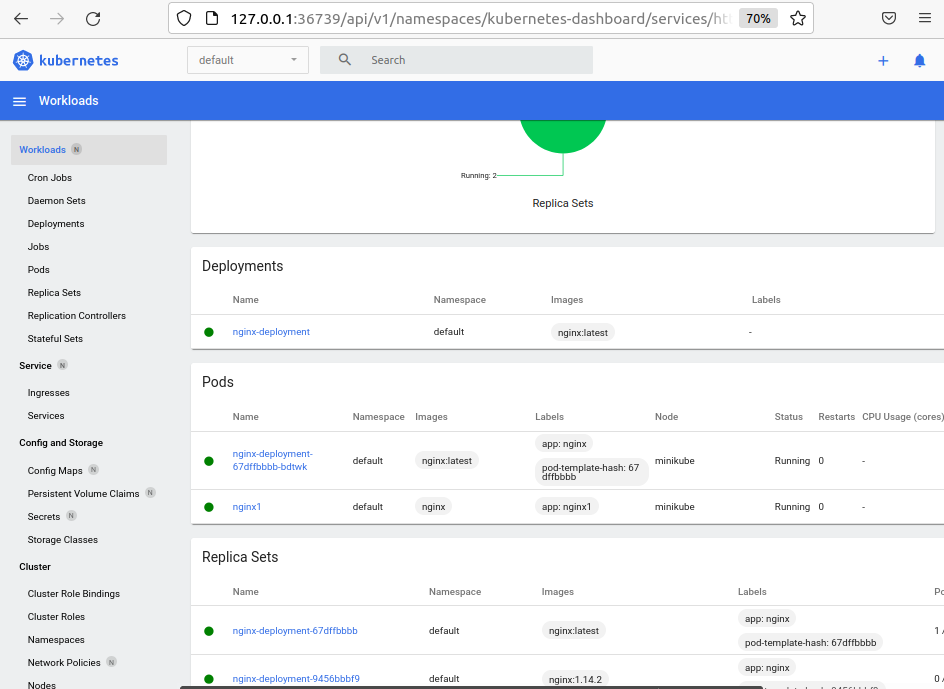 127.0.0.1:36739/api/v1/namespaces/kubernetes-dashboard/services/htt 70%
kubernetes default Search
Workloads
Workloads N
Cron Jobs
Daemon Sets
Deployments
Jobs
Pods
Replica Sets
Replication Controllers
Stateful Sets
Service N
Ingresses
Services
Config and Storage
Config Maps N
Persistent Volume Claims N
Secrets N
Storage Classes
Cluster
Cluster Role Bindings
Cluster Roles
Namespaces
Network Policies N
Nodes
Running: 2
Replica Sets
Deployments
Name Namespace Images Labels
nginx-deployment default nginx:latest -
Pods
Name Namespace Images Labels Node Status Restarts CPU Usage (cores)
nginx-deployment-
67dffbbbb-bdtwk default nginx:latest app: nginx
pod-template-hash: 67
dffbbbb minikube Running 0 -
nginx1 default nginx app: nginx1 minikube Running 0 -
Replica Sets
Name Namespace Images Labels
nginx-deployment-67dffbbbb default nginx:latest app: nginx
pod-template-hash: 67dffbbbb 1 /
nginx-deployment-9456bbbf9 default nginx:1.14.2 app: nginx
0 /